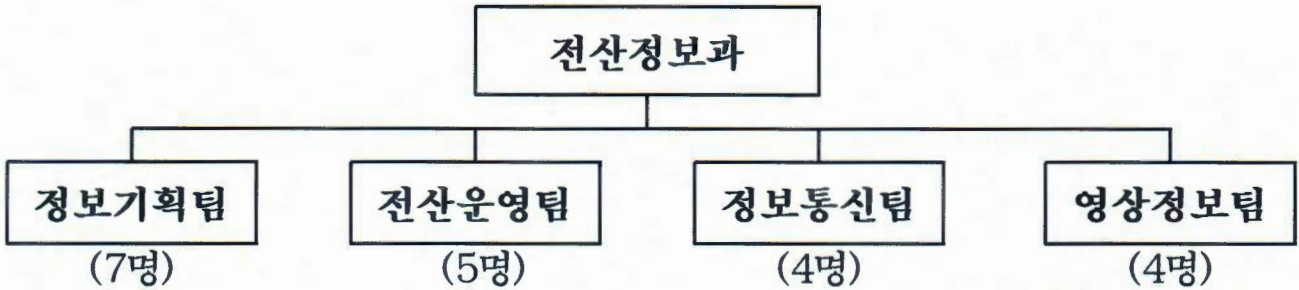 전산정보과
정보기획팀 전산운영팀 정보통신팀 영상정보팀
(7명) (5명) (4명) (4명)